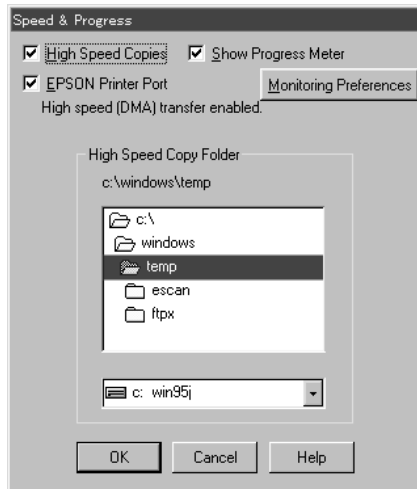 Speed & Progress
High Speed Copies Show Progress Meter
EPSON Printer Port Monitoring Preferences
High speed (DMA) transfer enabled.
High Speed Copy Folder
c:\windows\temp
c:\
windows
temp
escan
ftpx
c: win95j
OK Cancel Help